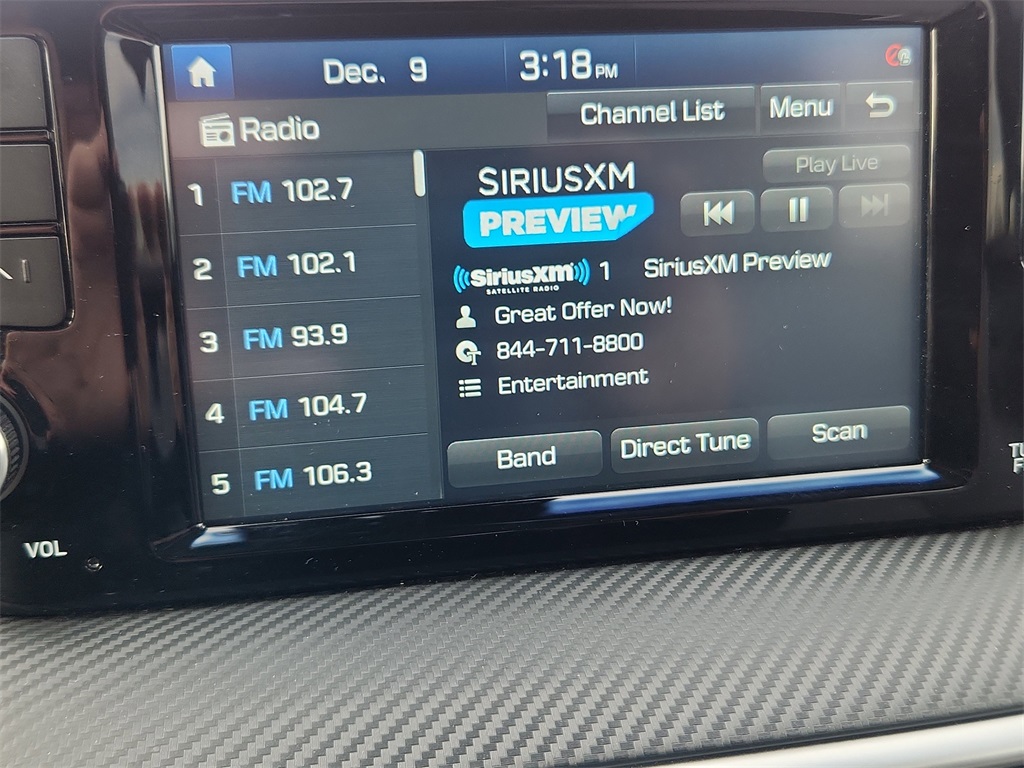 Dec. 9 3:18 PM
Radio Channel List Menu
Play Live
1 FM 102.7
2 FM 102.1
3 FM 93.9
4 FM 104.7
5 FM 106.3
SIRIUSXM
PREVIEW
SiriusXM 1 SiriusXM Preview
SATELLITE RADIO
Great Offer Now!
844-711-8800
Entertainment
Band Direct Tune Scan
VOL